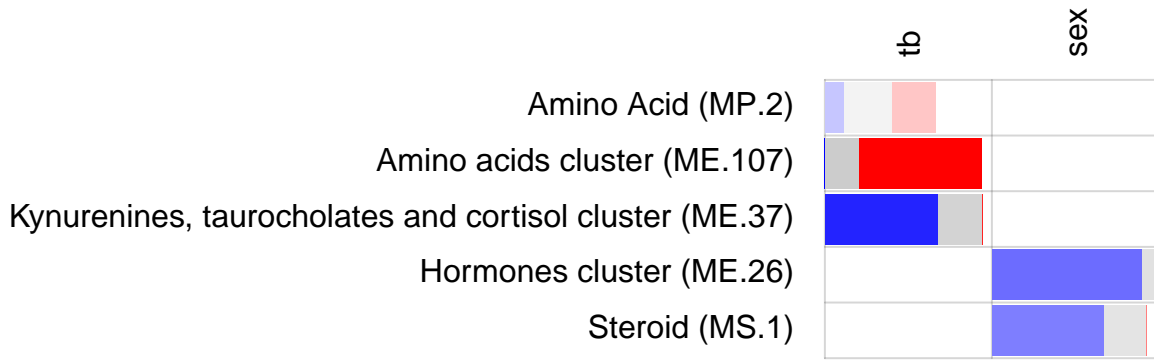 tb
sex
Amino Acid (MP.2)
Amino acids cluster (ME.107)
Kynurenines, taurocholates and cortisol cluster (ME.37)
Hormones cluster (ME.26)
Steroid (MS.1)